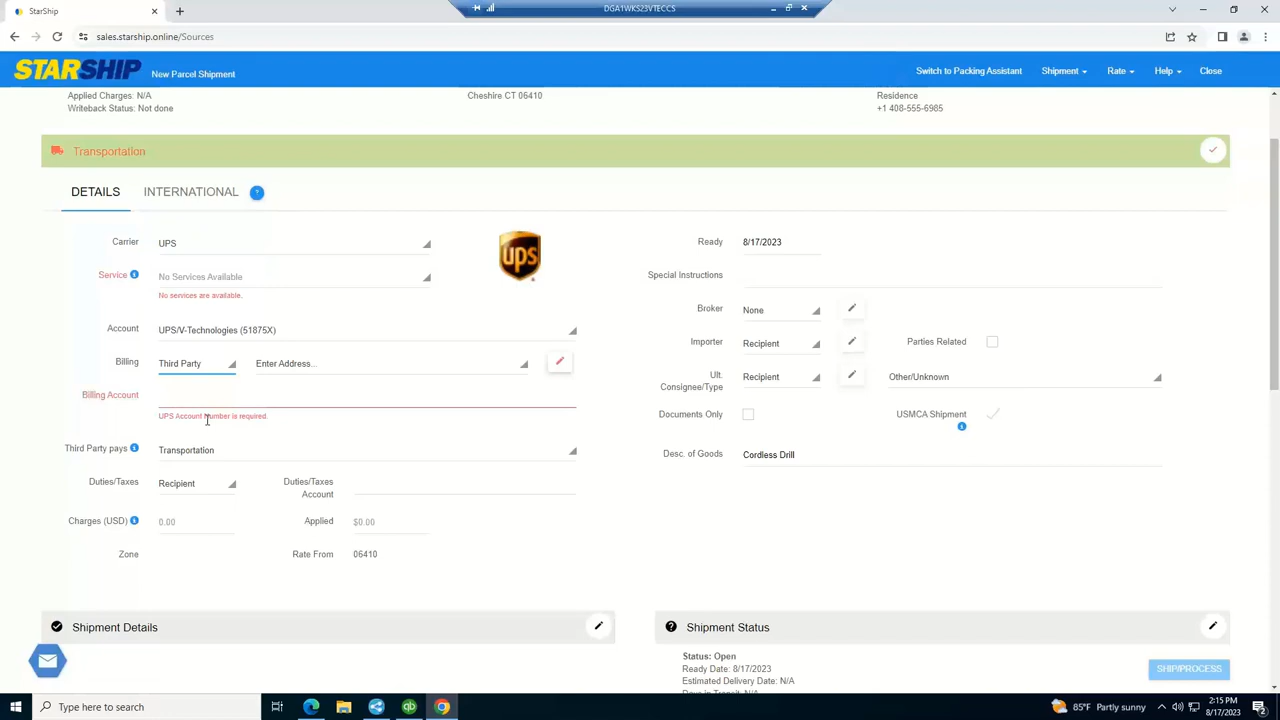 StarShip
DGA1WKS23VTECCS
sales.starship.online/Sources
STARSHIP New Parcel Shipment
Switch to Packing Assistant Shipment Rate Help Close
Applied Charges: N/A
Writeback Status: Not done
Cheshire CT 06410
Residence
+1 408-555-6985
Transportation
DETAILS INTERNATIONAL ?
Carrier UPS
Service No Services Available
No services are available.
Account UPS/V-Technologies (51875X)
Billing Third Party Enter Address...
Billing Account
UPS Account Number is required.
Third Party pays Transportation
Duties/Taxes Recipient Duties/Taxes
Account
Charges (USD) 0.00 Applied $0.00
Zone Rate From 06410
ups
Ready 8/17/2023
Special Instructions
Broker None
Importer Recipient Parties Related
Ult.
Consignee/Type Recipient Other/Unknown
Documents Only USMCA Shipment
Desc. of Goods Cordless Drill
Shipment Details
Shipment Status
Status: Open
Ready Date: 8/17/2023
Estimated Delivery Date: N/A
Days in Transit: N/A
SHIP/PROCESS
Type here to search
85°F Partly sunny
2:15 PM
8/17/2023
2